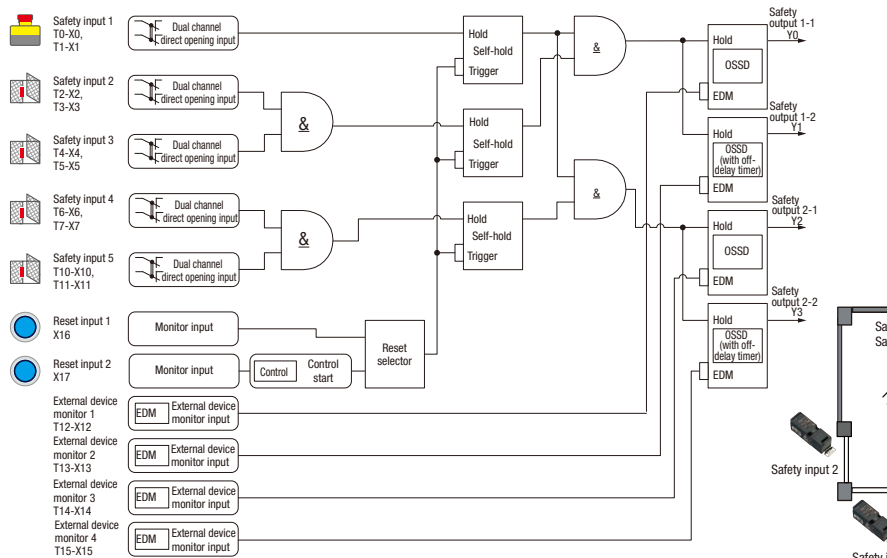 Safety input 1
T0-X0,
T1-X1
Dual channel
direct opening input
Safety input 2
T2-X2,
T3-X3
Dual channel
direct opening input
Safety input 3
T4-X4,
T5-X5
Dual channel
direct opening input
Safety input 4
T6-X6,
T7-X7
Dual channel
direct opening input
Safety input 5
T10-X10,
T11-X11
Dual channel
direct opening input
Reset input 1
X16
Monitor input
Reset input 2
X17
Monitor input
Control
Control
start
Reset
selector
External device
monitor 1
T12-X12
EDM
External device
monitor input
External device
monitor 2
T13-X13
EDM
External device
monitor input
External device
monitor 3
T14-X14
EDM
External device
monitor input
External device
monitor 4
T15-X15
EDM
External device
monitor input
&
&
Hold
Self-hold
Trigger
Hold
Self-hold
Trigger
Hold
Self-hold
Trigger
&
&
Safety
output 1-1
Y0
Hold
OSSD
EDM
Safety
output 1-2
Y1
Hold
OSSD
(with off-
delay timer)
EDM
Safety
output 2-1
Y2
Hold
OSSD
EDM
Safety
output 2-2
Y3
Hold
OSSD
(with off-
delay timer)
EDM
Sa
Sa
Safety input 2
Safety i